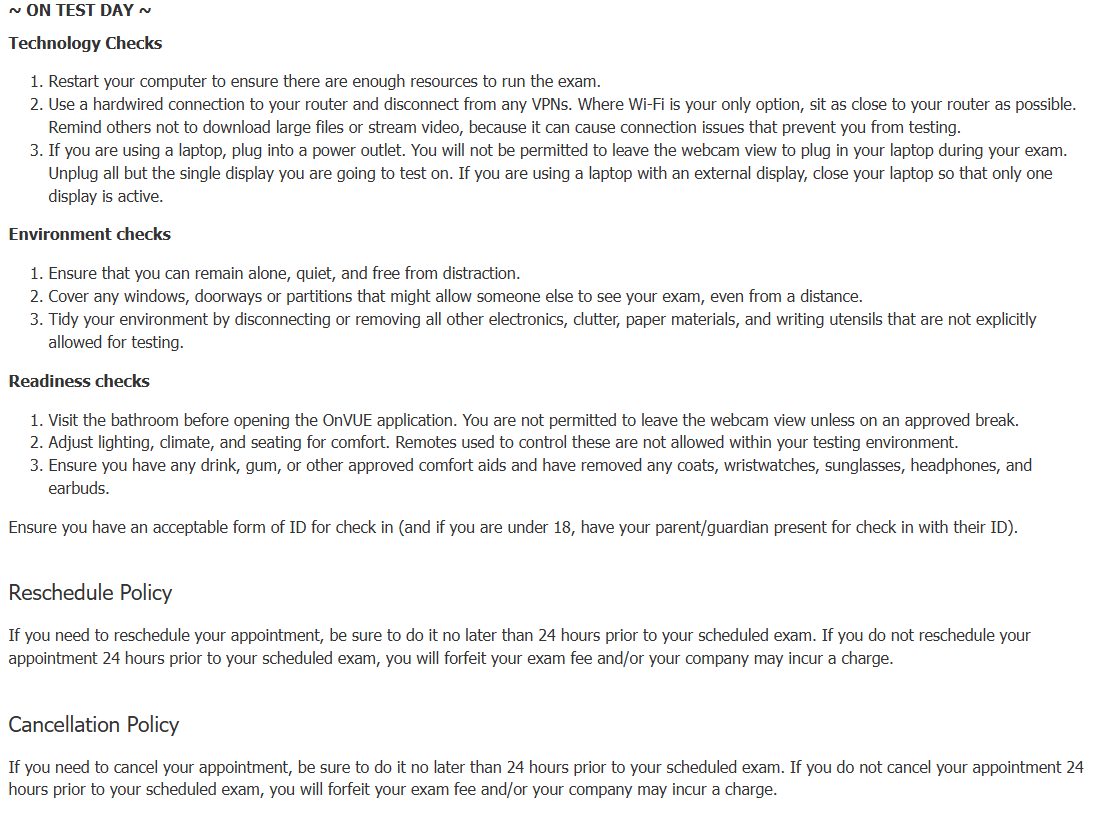 ~ ON TEST DAY ~
Technology Checks
1. Restart your computer to ensure there are enough resources to run the exam.
2. Use a hardwired connection to your router and disconnect from any VPNs. Where Wi-Fi is your only option, sit as close to your router as possible.
Remind others not to download large files or stream video, because it can cause connection issues that prevent you from testing.
3. If you are using a laptop, plug into a power outlet. You will not be permitted to leave the webcam view to plug in your laptop during your exam.
Unplug all but the single display you are going to test on. If you are using a laptop with an external display, close your laptop so that only one
display is active.
Environment checks
1. Ensure that you can remain alone, quiet, and free from distraction.
2. Cover any windows, doorways or partitions that might allow someone else to see your exam, even from a distance.
3. Tidy your environment by disconnecting or removing all other electronics, clutter, paper materials, and writing utensils that are not explicitly
allowed for testing.
Readiness checks
1. Visit the bathroom before opening the OnVUE application. You are not permitted to leave the webcam view unless on an approved break.
2. Adjust lighting, climate, and seating for comfort. Remotes used to control these are not allowed within your testing environment.
3. Ensure you have any drink, gum, or other approved comfort aids and have removed any coats, wristwatches, sunglasses, headphones, and
earbuds.
Ensure you have an acceptable form of ID for check in (and if you are under 18, have your parent/guardian present for check in with their ID).
Reschedule Policy
If you need to reschedule your appointment, be sure to do it no later than 24 hours prior to your scheduled exam. If you do not reschedule your
appointment 24 hours prior to your scheduled exam, you will forfeit your exam fee and/or your company may incur a charge.
Cancellation Policy
If you need to cancel your appointment, be sure to do it no later than 24 hours prior to your scheduled exam. If you do not cancel your appointment 24
hours prior to your scheduled exam, you will forfeit your exam fee and/or your company may incur a charge.